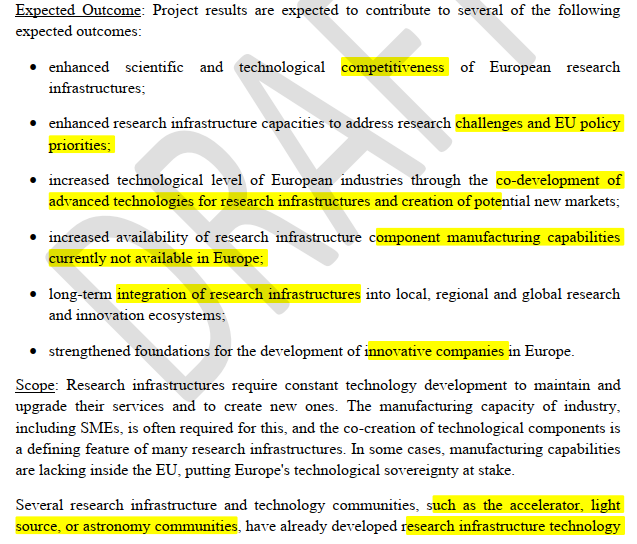 Expected Outcome: Project results are expected to contribute to several of the following
expected outcomes:
• enhanced scientific and technological competitiveness of European research
infrastructures;
• enhanced research infrastructure capacities to address research challenges and EU policy
priorities;
• increased technological level of European industries through the co-development of
advanced technologies for research infrastructures and creation of potential new markets;
• increased availability of research infrastructure component manufacturing capabilities
currently not available in Europe;
• long-term integration of research infrastructures into local, regional and global research
and innovation ecosystems;
• strengthened foundations for the development of innovative companies in Europe.
Scope: Research infrastructures require constant technology development to maintain and
upgrade their services and to create new ones. The manufacturing capacity of industry,
including SMEs, is often required for this, and the co-creation of technological components is
a defining feature of many research infrastructures. In some cases, manufacturing capabilities
are lacking inside the EU, putting Europe's technological sovereignty at stake.
Several research infrastructure and technology communities, such as the accelerator, light
source, or astronomy communities, have already developed research infrastructure technology
DRAFT